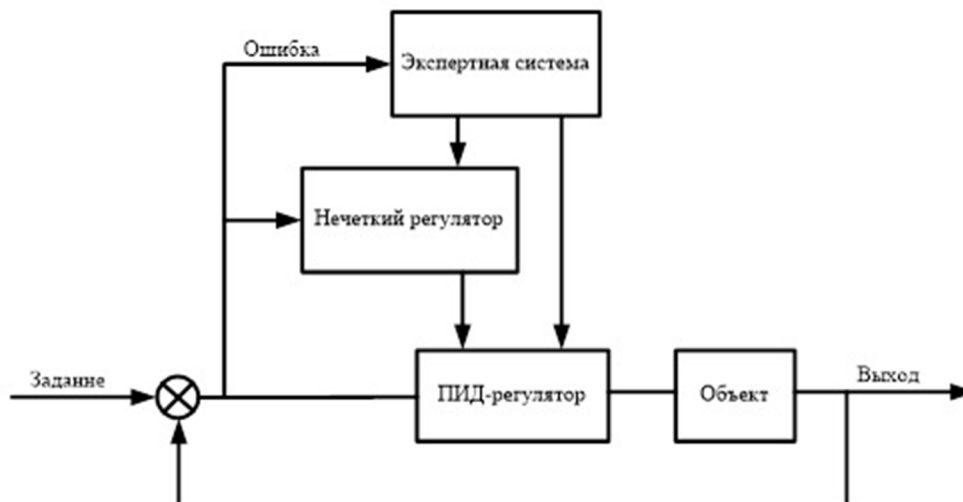 Ошибка
Экспертная система
Нечеткий регулятор
Задание
ПИД-регулятор
Объект
Выход